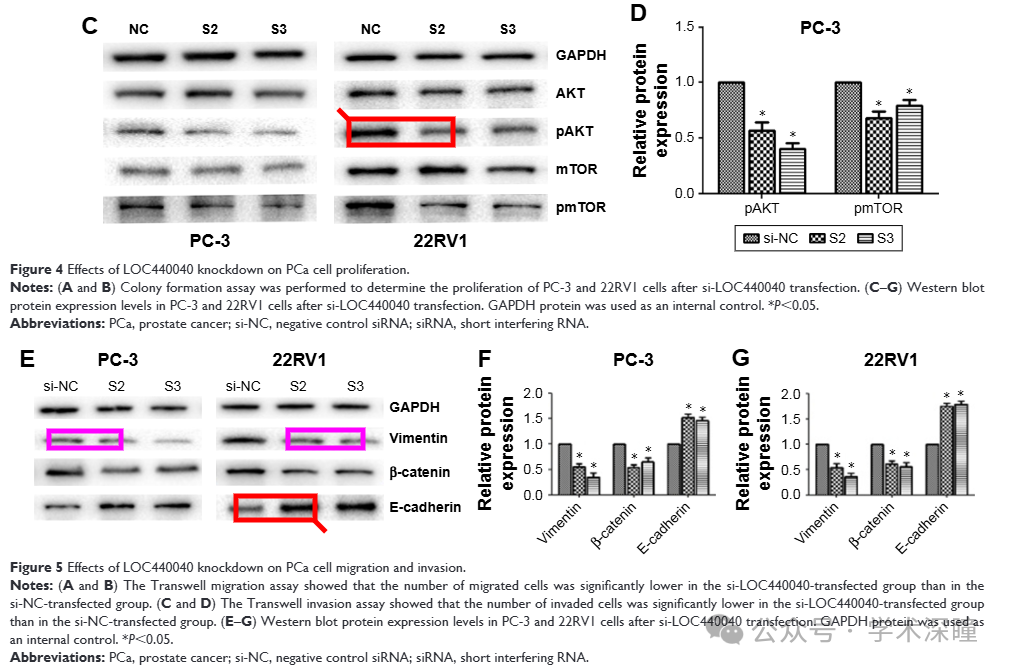 C
NC S2 S3 NC S2 S3
GAPDH
AKT
pAKT
mTOR
pmTOR
PC-3 22RV1
D
PC-3
Relative protein
expression
1.5
1.0
0.5
0.0
* * * *
pAKT pmTOR
si-NC S2 S3
Figure 4 Effects of LOC440040 knockdown on PCa cell proliferation.
Notes: (A and B) Colony formation assay was performed to determine the proliferation of PC-3 and 22RV1 cells after si-LOC440040 transfection. (C–G) Western blot
protein expression levels in PC-3 and 22RV1 cells after si-LOC440040 transfection. GAPDH protein was used as an internal control. *P<0.05.
Abbreviations: PCa, prostate cancer; si-NC, negative control siRNA; siRNA, short interfering RNA.
E
PC-3 22RV1
si-NC S2 S3 si-NC S2 S3
GAPDH
Vimentin
β-catenin
E-cadherin
F
PC-3
Relative protein
expression
2.0
1.5
1.0
0.5
0.0
* * * * * *
Vimentin β-catenin E-cadherin
G
22RV1
Relative protein
expression
2.0
1.5
1.0
0.5
0.0
* * * * * *
Vimentin β-catenin E-cadherin
Figure 5 Effects of LOC440040 knockdown on PCa cell migration and invasion.
Notes: (A and B) The Transwell migration assay showed that the number of migrated cells was significantly lower in the si-LOC440040-transfected group than in the
si-NC-transfected group. (C and D) The Transwell invasion assay showed that the number of invaded cells was significantly lower in the si-LOC440040-transfected group
than in the si-NC-transfected group. (E–G) Western blot protein expression levels in PC-3 and 22RV1 cells after si-LOC440040 transfection. GAPDH protein was used as
an internal control. *P<0.05.
Abbreviations: PCa, prostate cancer; si-NC, negative control siRNA; siRNA, short interfering RNA.
公众号 · 学术深瞳